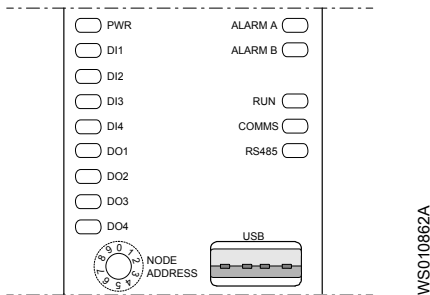 PWR
ALARM A
DI1
ALARM B
DI2
DI3
RUN
DI4
COMMS
DO1
RS485
DO2
DO3
DO4
USB
0 1 2 3 4 5 6 7 8 9
NODE
ADDRESS
WS010862A